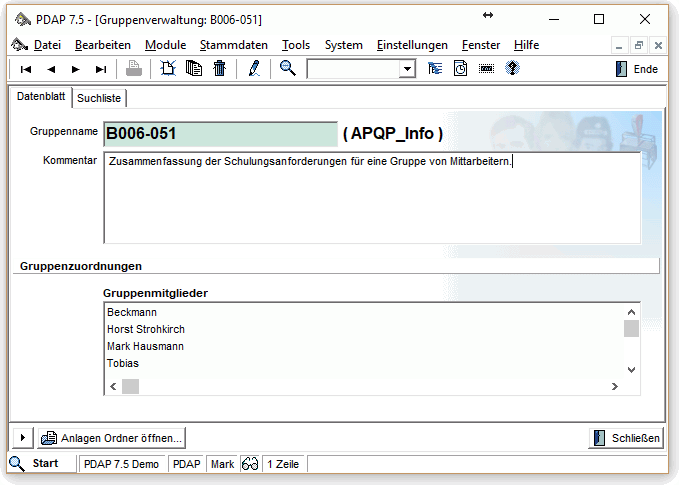 PDAP 7.5 - [Gruppenverwaltung: B006-051]
Datei Bearbeiten Module Stammdaten Tools System Einstellungen Fenster Hilfe
Ende
Datenblatt Suchliste
Gruppenname B006-051 ( APQP_Info )
Kommentar Zusammenfassung der Schulungsanforderungen für eine Gruppe von Mittarbeitern.
Gruppenzuordnungen
Gruppenmitglieder
Beckmann
Horst Strohkirch
Mark Hausmann
Tobias
Anlagen Ordner öffnen... Schließen
Start PDAP 7.5 Demo PDAP Mark 1 Zeile